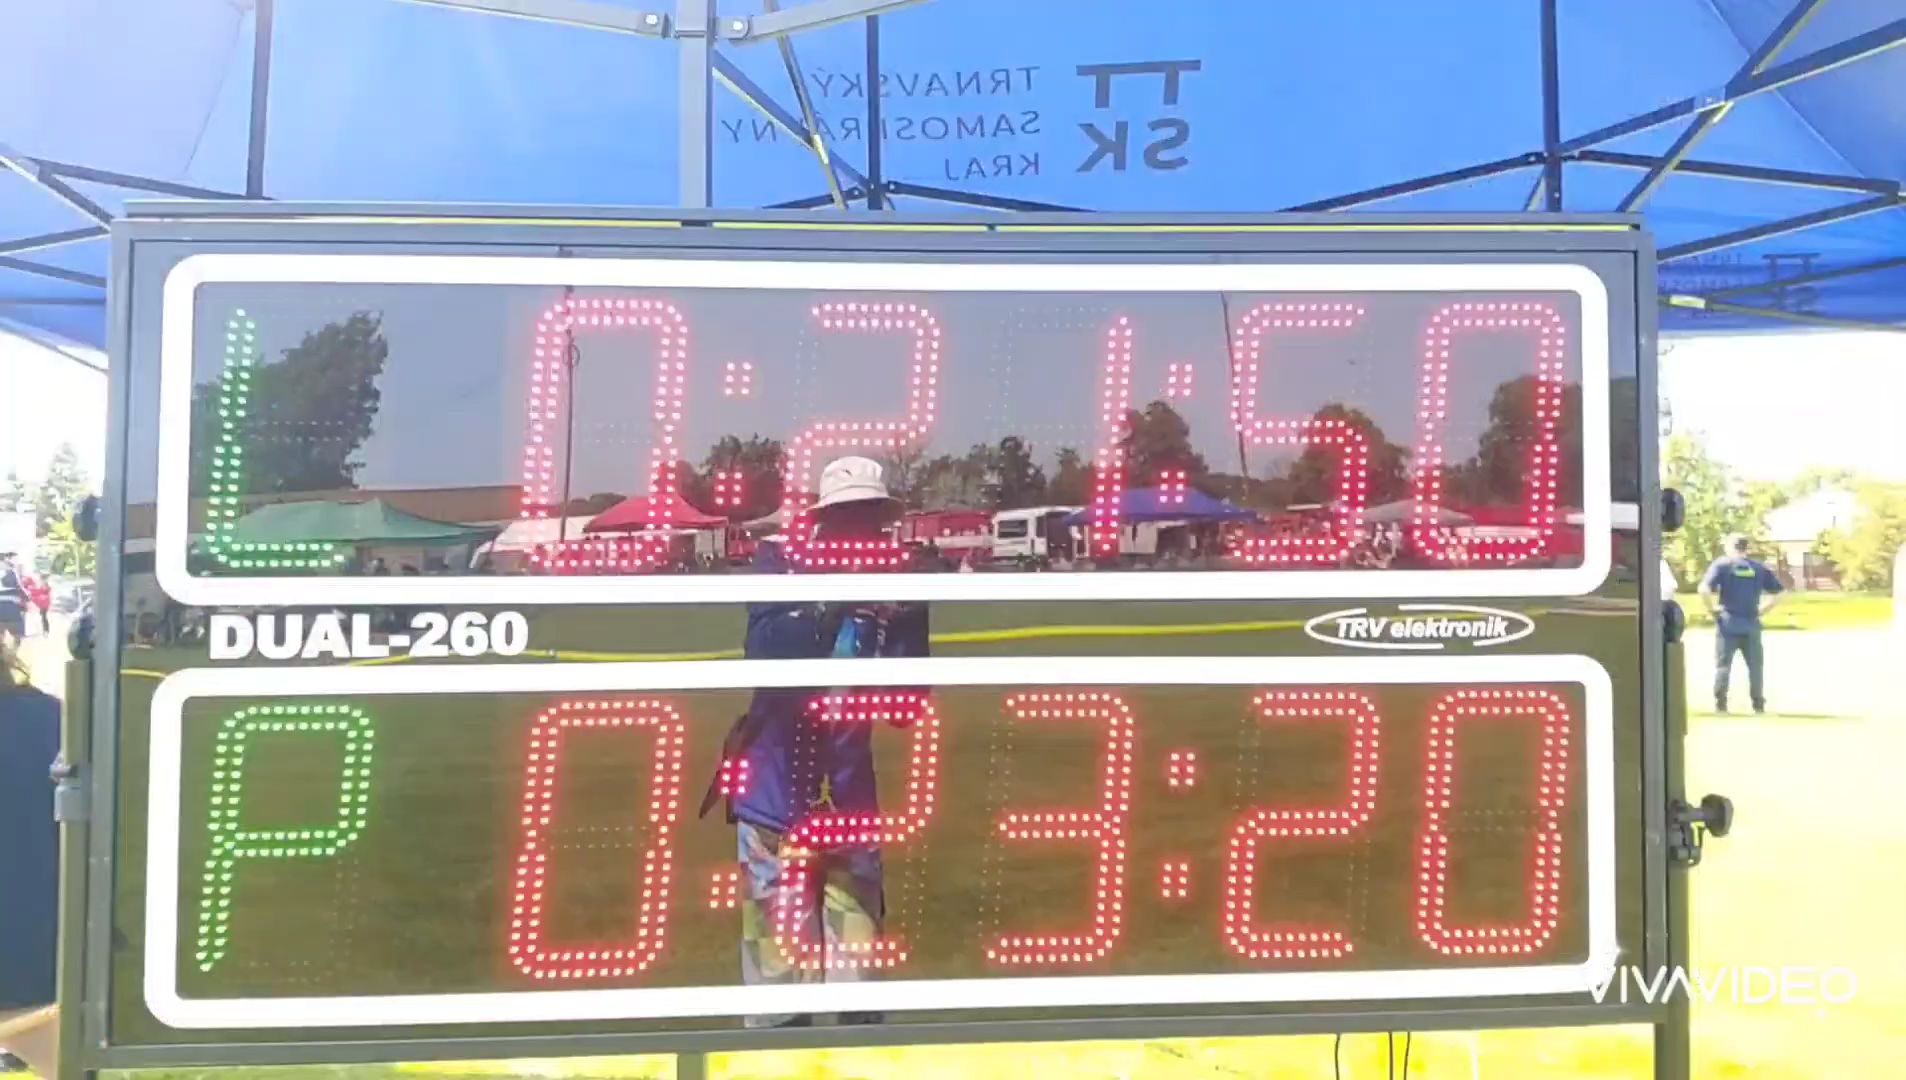 TRNAVSKÝ
SAMOSPRÁVNY
KRAJ
TT
SK
L 0:21:50
DUAL-260
TRV elektronik
P 0:23:20
VIVAVIDEO